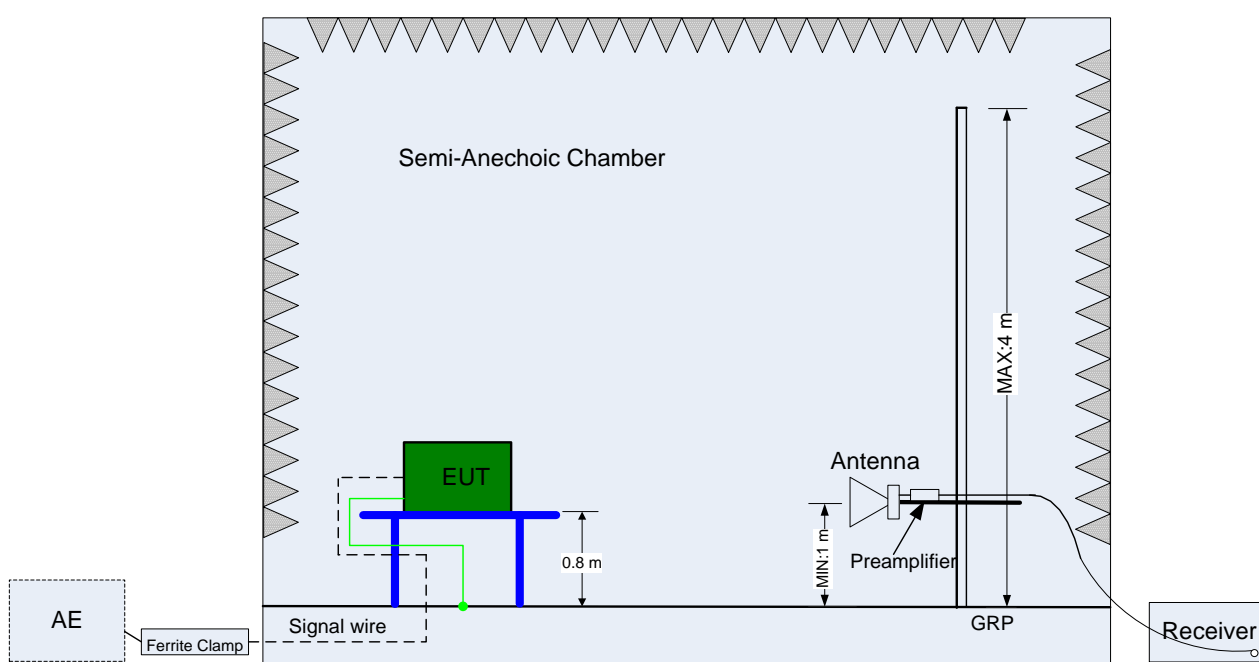 Semi-Anechoic Chamber
MAX:4 m
EUT
Antenna
Preamplifier
0.8 m
MIN:1 m
GRP
AE
Ferrite Clamp
Signal wire
Receiver